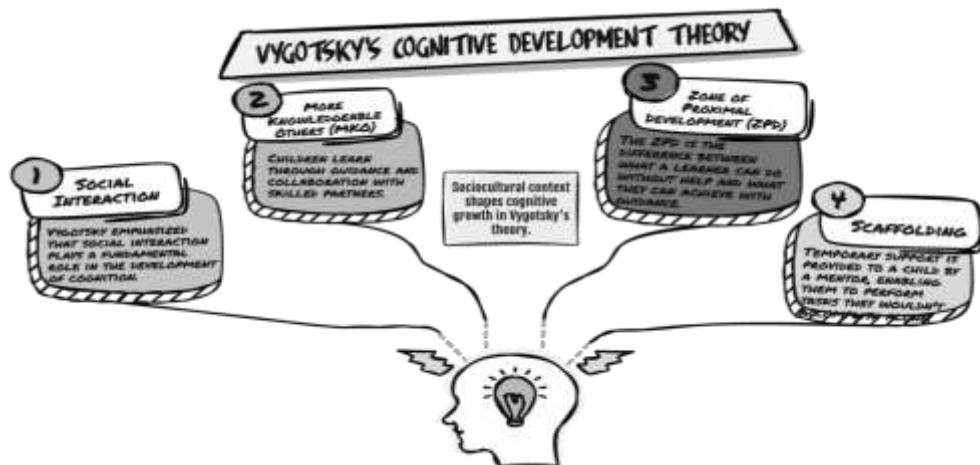 VYGOTSKY'S COGNITIVE DEVELOPMENT THEORY
1
SOCIAL
INTERACTION
VYGOTSKY EMPHASIZED
THAT SOCIAL INTERACTION
PLAYS A FUNDAMENTAL
ROLE IN THE DEVELOPMENT
OF COGNITION.
2
MORE
KNOWLEDGEABLE
OTHERS (MKO)
CHILDREN LEARN
THROUGH GUIDANCE AND
COLLABORATION WITH
SKILLED PARTNERS.
Sociocultural context
shapes cognitive
growth in Vygotsky's
theory.
3
ZONE OF
PROXIMAL
DEVELOPMENT (ZPD)
THE ZPD IS THE
DIFFERENCE BETWEEN
WHAT A LEARNER CAN DO
WITHOUT HELP AND WHAT
THEY CAN ACHIEVE WITH
GUIDANCE.
4
SCAFFOLDING
TEMPORARY SUPPORT IS
PROVIDED TO A CHILD BY
A MENTOR, ENABLING
THEM TO PERFORM
TASKS THEY WOULDN'T